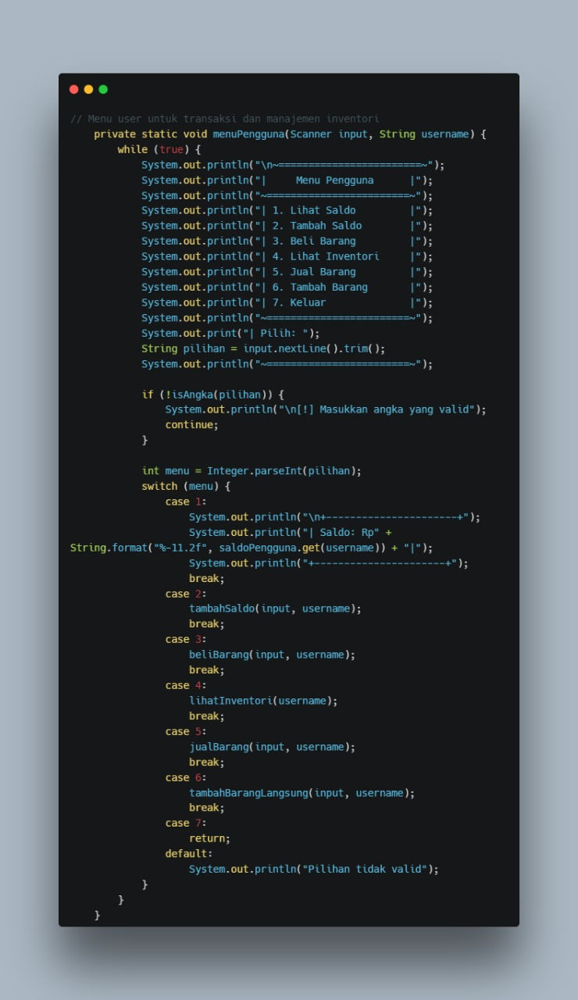 // Menu user untuk transaksi dan manajemen inventori
    private static void menuPengguna(Scanner input, String username) {
        while (true) {
            System.out.println("\n~========================~");
            System.out.println("|     Menu Pengguna      |");
            System.out.println("~========================~");
            System.out.println("| 1. Lihat Saldo         |");
            System.out.println("| 2. Tambah Saldo        |");
            System.out.println("| 3. Beli Barang         |");
            System.out.println("| 4. Lihat Inventori     |");
            System.out.println("| 5. Jual Barang         |");
            System.out.println("| 6. Tambah Barang       |");
            System.out.println("| 7. Keluar              |");
            System.out.println("~========================~");
            System.out.print("| Pilih: ");
            String pilihan = input.nextLine().trim();
            System.out.println("~========================~");

            if (!isAngka(pilihan)) {
                System.out.println("\n[!] Masukkan angka yang valid");
                continue;
            }

            int menu = Integer.parseInt(pilihan);
            switch (menu) {
                case 1:
                    System.out.println("\n+----------------------+");
                    System.out.println("| Saldo: Rp" +
String.format("%-11.2f", saldoPengguna.get(username)) + "|");
                    System.out.println("+----------------------+");
                    break;
                case 2:
                    tambahSaldo(input, username);
                    break;
                case 3:
                    beliBarang(input, username);
                    break;
                case 4:
                    lihatInventori(username);
                    break;
                case 5:
                    jualBarang(input, username);
                    break;
                case 6:
                    tambahBarangLangsung(input, username);
                    break;
                case 7:
                    return;
                default:
                    System.out.println("Pilihan tidak valid");
            }
        }
    }